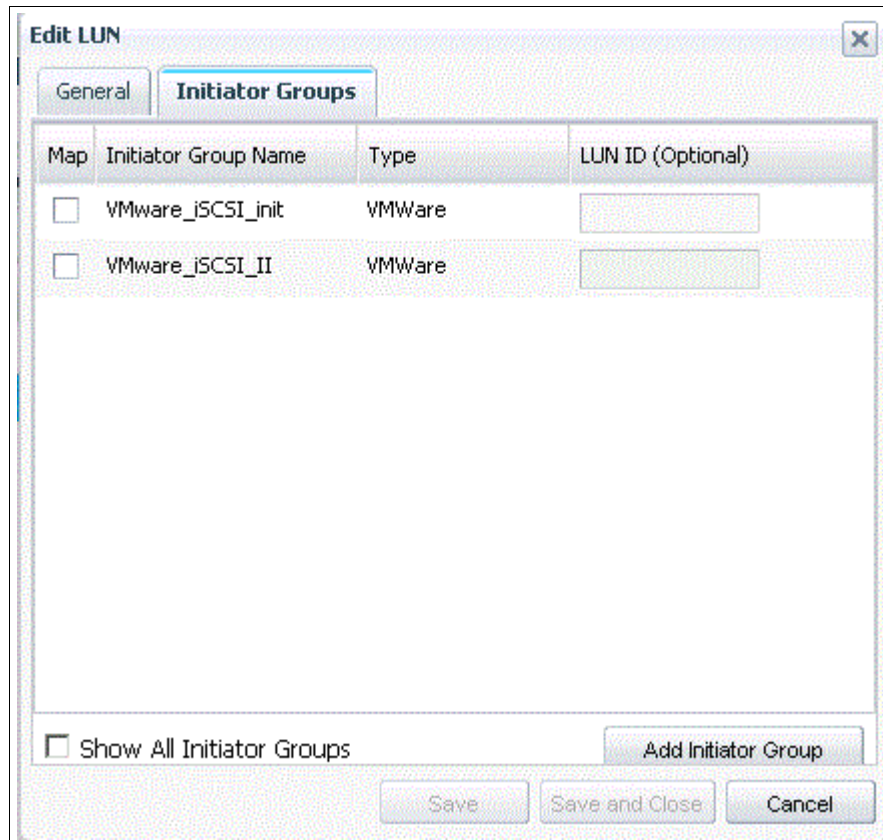 Edit LUN
General Initiator Groups
Map Initiator Group Name Type LUN ID (Optional)
VMware_iSCSI_init VMWare
VMware_iSCSI_II VMWare
Show All Initiator Groups Add Initiator Group
Save Save and Close Cancel